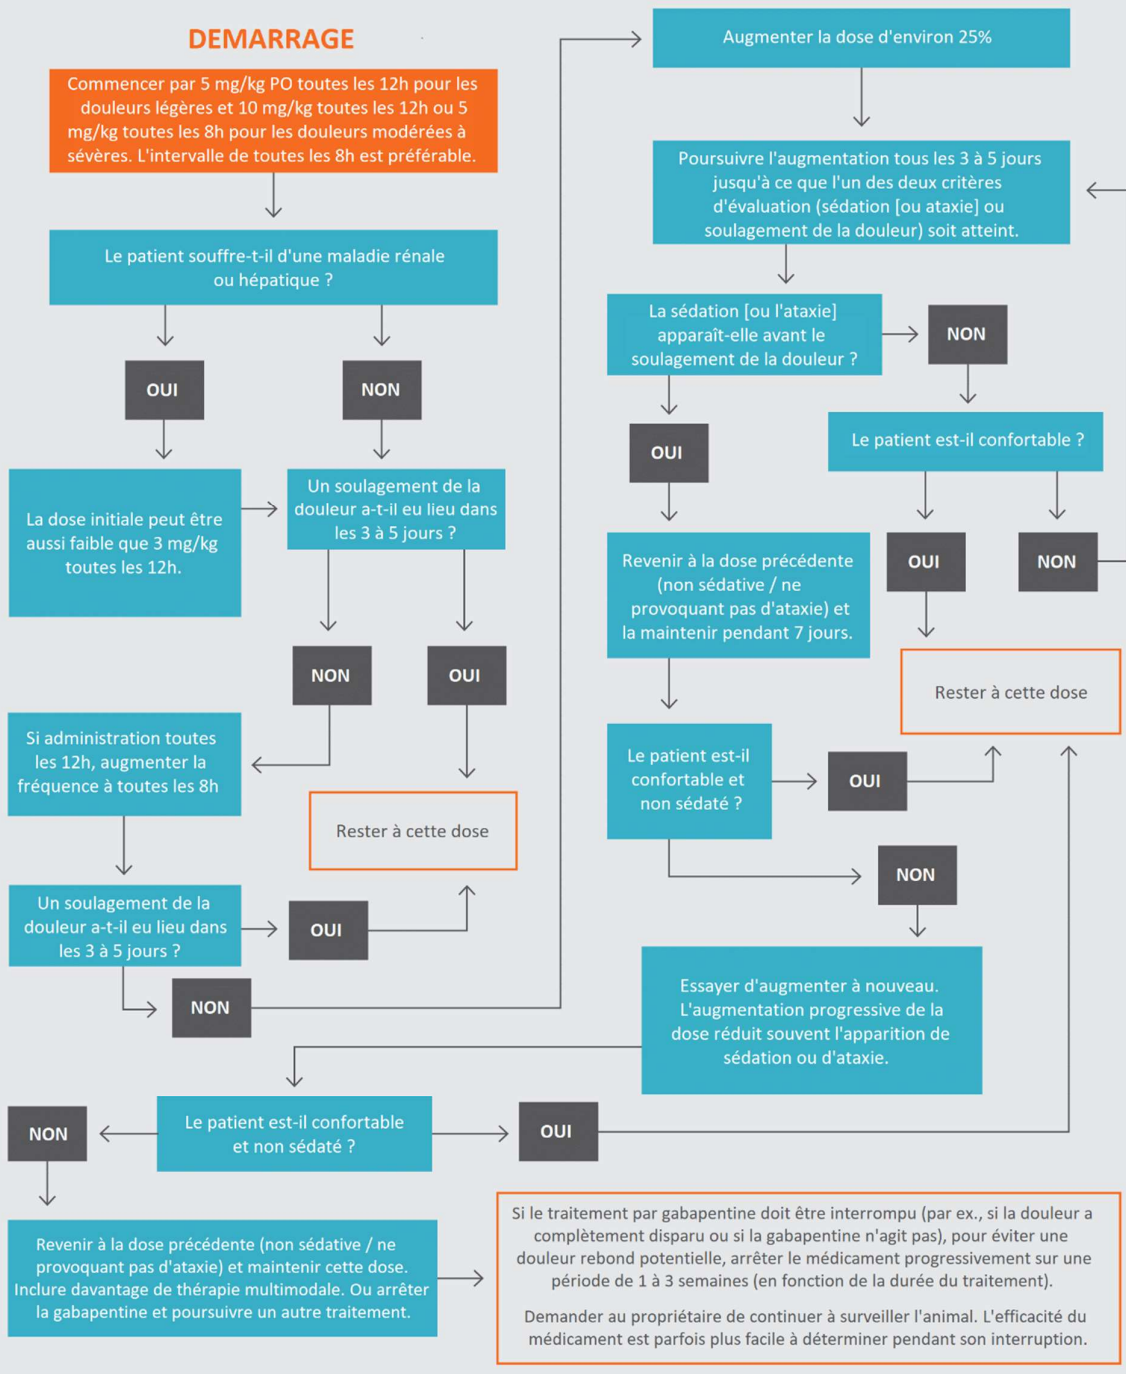 DEMARRAGE
Commencer par 5 mg/kg PO toutes les 12h pour les
douleurs légères et 10 mg/kg toutes les 12h ou 5
mg/kg toutes les 8h pour les douleurs modérées à
sévères. L'intervalle de toutes les 8h est préférable.
Le patient souffre-t-il d'une maladie rénale
ou hépatique ?
OUI
NON
La dose initiale peut être
aussi faible que 3 mg/kg
toutes les 12h.
Un soulagement de la
douleur a-t-il eu lieu dans
les 3 à 5 jours ?
NON
OUI
Si administration toutes
les 12h, augmenter la
fréquence à toutes les 8h
Rester à cette dose
Un soulagement de la
douleur a-t-il eu lieu dans
les 3 à 5 jours ?
OUI
NON
Augmenter la dose d'environ 25%
Poursuivre l'augmentation tous les 3 à 5 jours
jusqu'à ce que l'un des deux critères
d'évaluation (sédation [ou ataxie] ou
soulagement de la douleur) soit atteint.
La sédation [ou l'ataxie]
apparaît-elle avant le
soulagement de la douleur ?
NON
OUI
Le patient est-il confortable ?
OUI
NON
Revenir à la dose précédente
(non sédative / ne
provoquant pas d'ataxie) et
la maintenir pendant 7 jours.
Rester à cette dose
Le patient est-il
confortable et
non sédaté ?
OUI
NON
Essayer d'augmenter à nouveau.
L'augmentation progressive de la
dose réduit souvent l'apparition de
sédation ou d'ataxie.
Le patient est-il confortable
et non sédaté ?
NON
OUI
Revenir à la dose précédente (non sédative / ne
provoquant pas d'ataxie) et maintenir cette dose.
Inclure davantage de thérapie multimodale. Ou arrêter
la gabapentine et poursuivre un autre traitement.
Si le traitement par gabapentine doit être interrompu (par ex., si la douleur a
complètement disparu ou si la gabapentine n'agit pas), pour éviter une
douleur rebond potentielle, arrêter le médicament progressivement sur une
période de 1 à 3 semaines (en fonction de la durée du traitement).
Demander au propriétaire de continuer à surveiller l'animal. L'efficacité du
médicament est parfois plus facile à déterminer pendant son interruption.